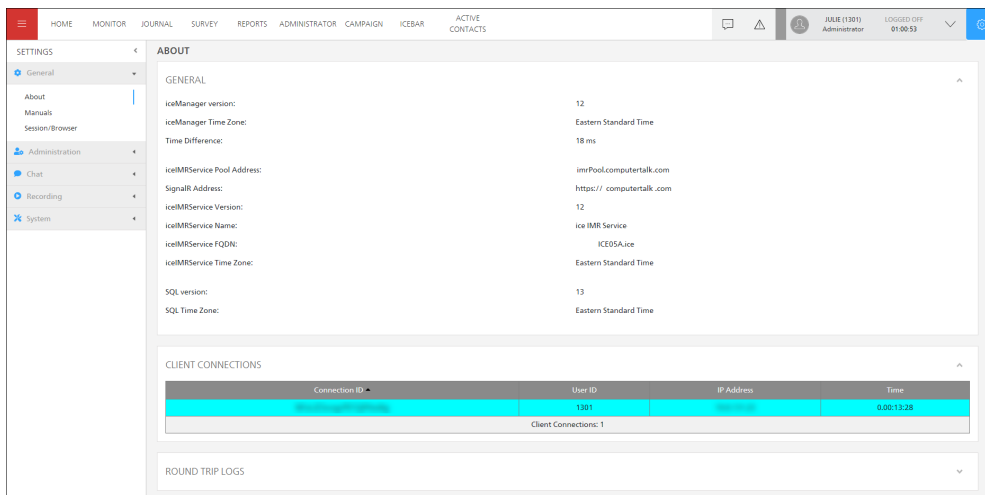 HOME MONITOR JOURNAL SURVEY REPORTS ADMINISTRATOR CAMPAIGN ICEBAR ACTIVE CONTACTS
JULIE (1301) LOGGED OFF
Administrator 01:00:53
SETTINGS
General
About
Manuals
Session/Browser
Administration
Chat
Recording
System
ABOUT
GENERAL
iceManager version: 12
iceManager Time Zone: Eastern Standard Time
Time Difference: 18 ms
iceIMRService Pool Address: imrPool.computertalk.com
SignalR Address: https:// computertalk .com
iceIMRService Version: 12
iceIMRService Name: ice IMR Service
iceIMRService FQDN: ICE05A.ice
iceIMRService Time Zone: Eastern Standard Time
SQL version: 13
SQL Time Zone: Eastern Standard Time
CLIENT CONNECTIONS
Connection ID User ID IP Address Time
1301 0.00:13:28
Client Connections: 1
ROUND TRIP LOGS